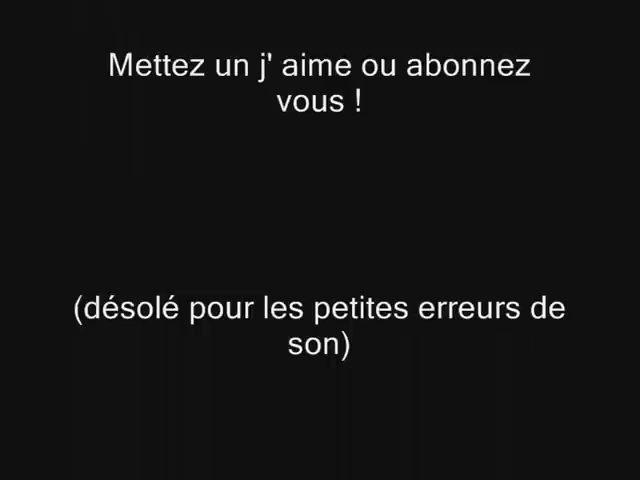 Mettez un j' aime ou abonnez
vous !
(désolé pour les petites erreurs de
son)